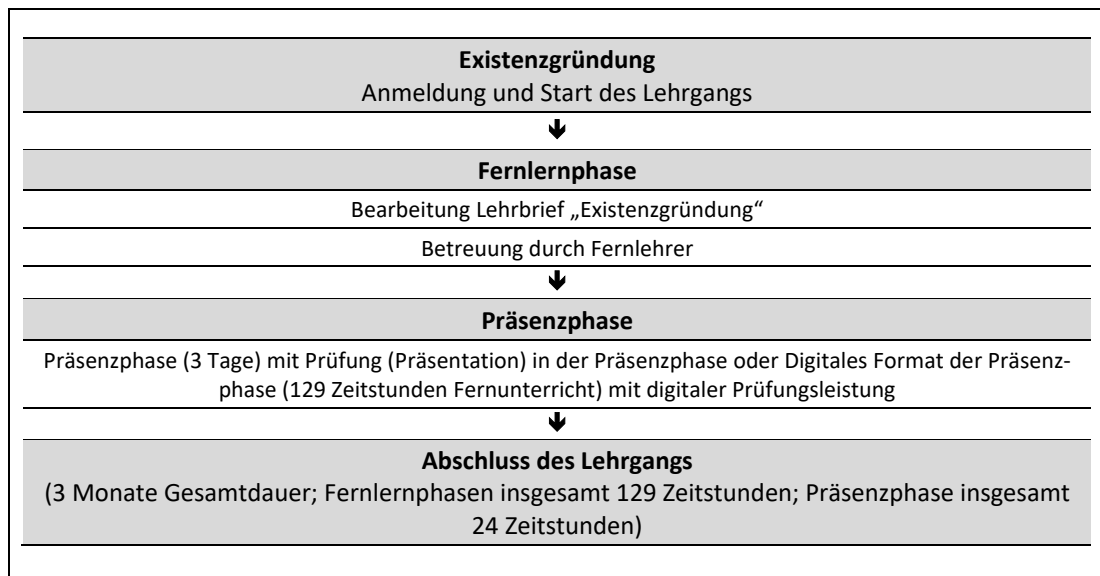 Existenzgründung
Anmeldung und Start des Lehrgangs
🡻
Fernlernphase
Bearbeitung Lehrbrief „Existenzgründung“
Betreuung durch Fernlehrer
🡻
Präsenzphase
Präsenzphase (3 Tage) mit Prüfung (Präsentation) in der Präsenzphase oder Digitales Format der Präsenz-
phase (129 Zeitstunden Fernunterricht) mit digitaler Prüfungsleistung
🡻
Abschluss des Lehrgangs
(3 Monate Gesamtdauer; Fernlernphasen insgesamt 129 Zeitstunden; Präsenzphase insgesamt
24 Zeitstunden)